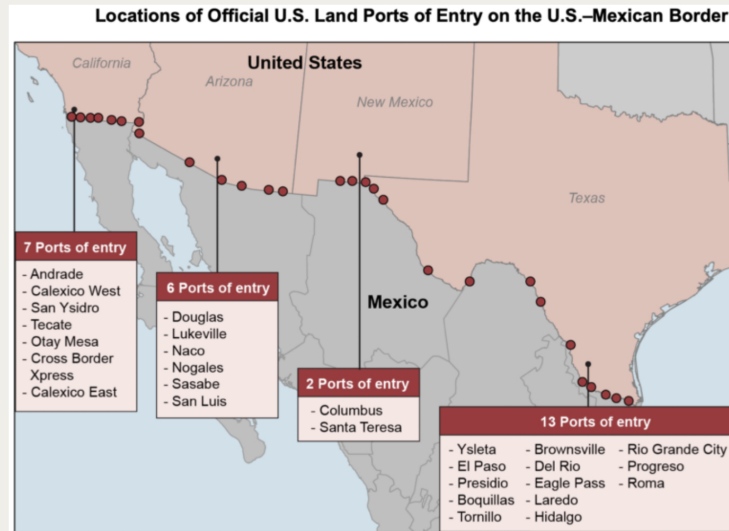 Locations of Official U.S. Land Ports of Entry on the U.S.–Mexican Border
California
United States
Arizona
New Mexico
Texas
Mexico
7 Ports of entry
- Andrade
- Calexico West
- San Ysidro
- Tecate
- Otay Mesa
- Cross Border
Xpress
- Calexico East
6 Ports of entry
- Douglas
- Lukeville
- Naco
- Nogales
- Sasabe
- San Luis
2 Ports of entry
- Columbus
- Santa Teresa
13 Ports of entry
- Ysleta
- El Paso
- Presidio
- Boquillas
- Tornillo
- Brownsville
- Del Rio
- Eagle Pass
- Laredo
- Hidalgo
- Rio Grande City
- Progreso
- Roma